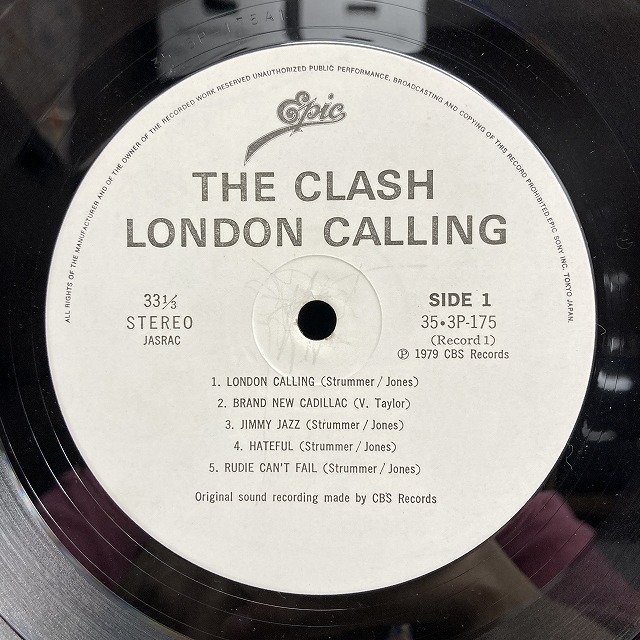 ALL RIGHTS OF THE MANUFACTURER AND OF THE OWNER OF THE RECORDED WORK RESERVED UNAUTHORIZED PUBLIC PERFORMANCE, BROADCASTING AND COPYING OF THIS RECORD PROHIBITED. EPIC SONY INC. TOKYO JAPAN.
Epic
THE CLASH
LONDON CALLING
33⅓
STEREO
JASRAC
SIDE 1
35•3P-175
(Record 1)
Ⓟ 1979 CBS Records
1. LONDON CALLING (Strummer/Jones)
2. BRAND NEW CADILLAC (V. Taylor)
3. JIMMY JAZZ (Strummer/Jones)
4. HATEFUL (Strummer/Jones)
5. RUDIE CAN'T FAIL (Strummer/Jones)
Original sound recording made by CBS Records